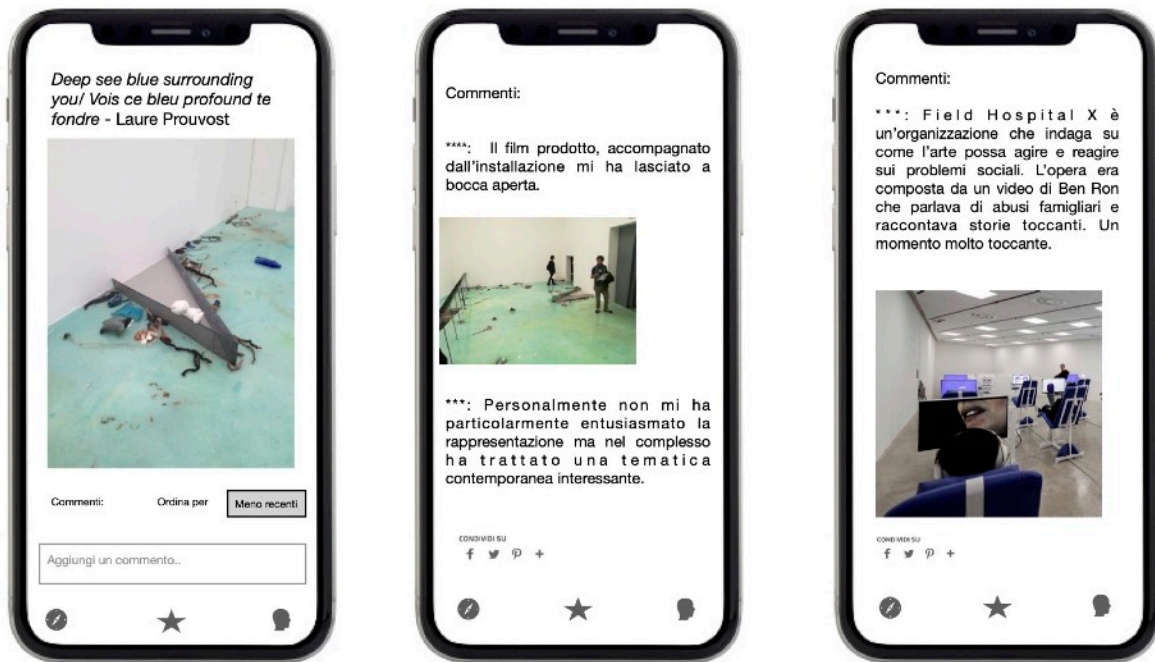 Deep see blue surrounding
you/ Vois ce bleu profound te
fondre - Laure Prouvost
Commenti:
Ordina per
Meno recenti
Aggiungi un commento..
Commenti:
****: Il film prodotto, accompagnato
dall'installazione mi ha lasciato a
bocca aperta.
***: Personalmente non mi ha
particolarmente entusiasmato la
rappresentazione ma nel complesso
ha trattato una tematica
contemporanea interessante.
CONDIVIDI SU
Commenti:
***: Field Hospital X è
un'organizzazione che indaga su
come l'arte possa agire e reagire
sui problemi sociali. L'opera era
composta da un video di Ben Ron
che parlava di abusi famigliari e
raccontava storie toccanti. Un
momento molto toccante.
CONDIVIDI SU